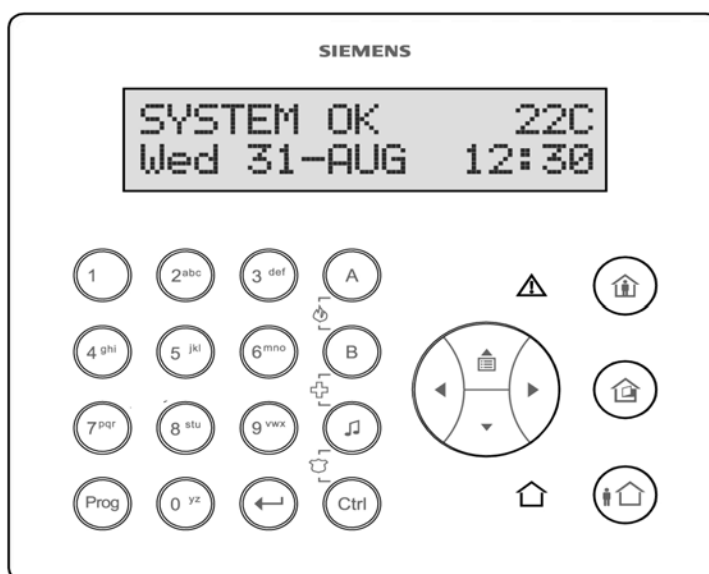 SIEMENS
SYSTEM OK 22C
Wed 31-AUG 12:30
1 2abc 3 def A
4 ghi 5 jkl 6mno B
7pqr 8 stu 9 vwx
Prog 0 yz Ctrl